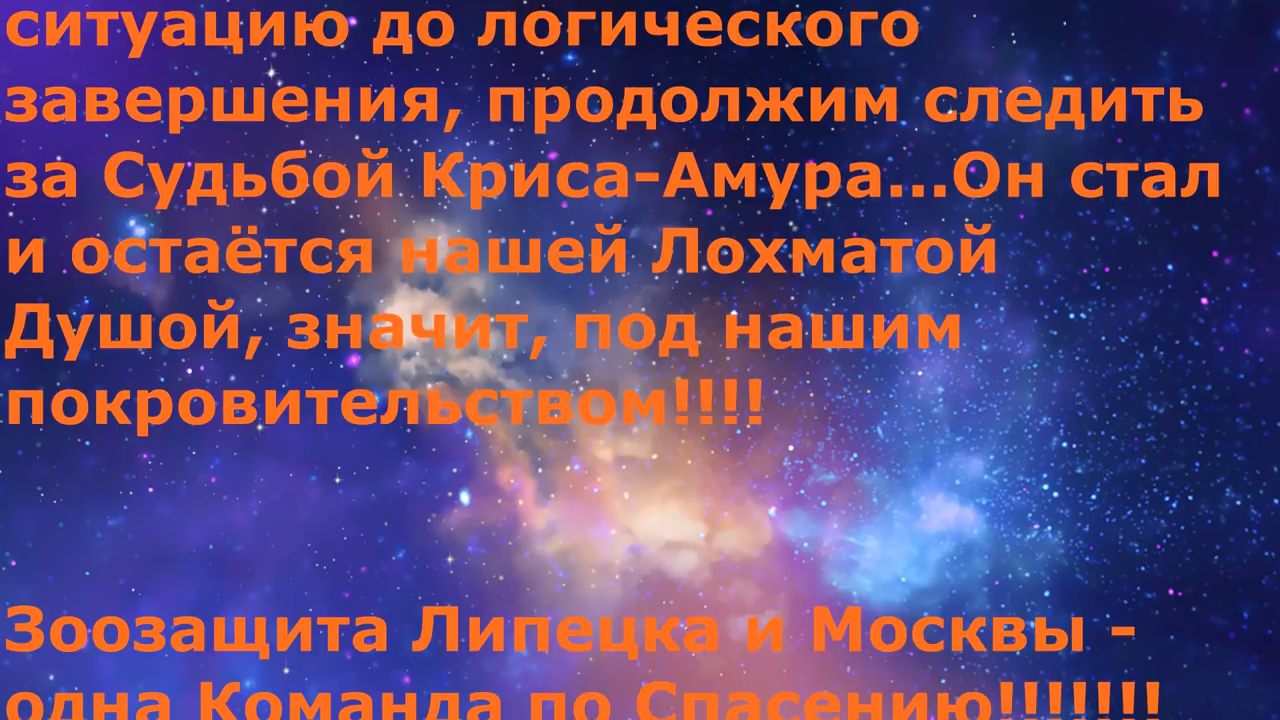 ситуацию до логического
завершения, продолжим следить
за Судьбой Криса-Амура...Он стал
и остаётся нашей Лохматой
Душой, значит, под нашим
покровительством!!!!
Зоозащита Липецка и Москвы -
одна Команда по Спасению!!!!!!!